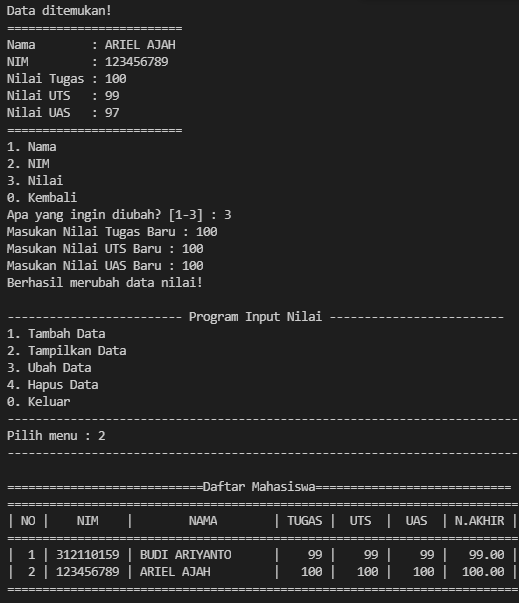 Data ditemukan!
=========================
Nama        : ARIEL AJAH
NIM         : 123456789
Nilai Tugas : 100
Nilai UTS   : 99
Nilai UAS   : 97
=========================
1. Nama
2. NIM
3. Nilai
0. Kembali
Apa yang ingin diubah? [1-3] : 3
Masukan Nilai Tugas Baru : 100
Masukan Nilai UTS Baru : 100
Masukan Nilai UAS Baru : 100
Berhasil merubah data nilai!

------------------------- Program Input Nilai -------------------------
1. Tambah Data
2. Tampilkan Data
3. Ubah Data
4. Hapus Data
0. Keluar
-------------------------------------------------------------------------
Pilih menu : 2
-------------------------------------------------------------------------

============================Daftar Mahasiswa============================
=========================================================================
| NO |    NIM    |        NAMA        | TUGAS |  UTS  |  UAS  | N.AKHIR |
=========================================================================
|  1 | 312110159 | BUDI ARIYANTO      |    99 |    99 |    99 |   99.00 |
|  2 | 123456789 | ARIEL AJAH         |   100 |   100 |   100 |  100.00 |
=========================================================================